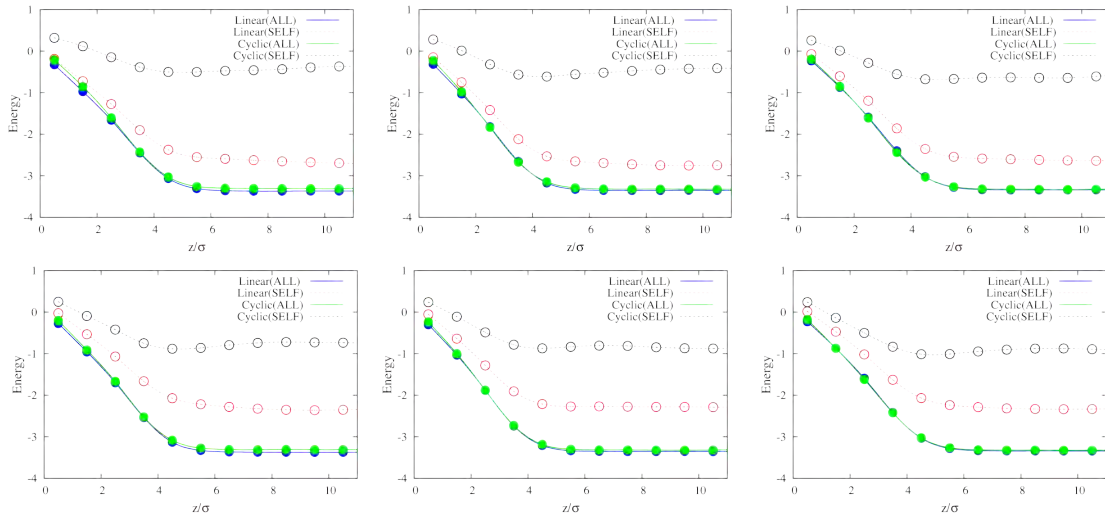 1
0
-1
-2
-3
-4
Energy
0
2
4
6
8
10
z/σ
Linear(ALL)
Linear(SELF)
Cyclic(ALL)
Cyclic(SELF)
1
0
-1
-2
-3
-4
Energy
0
2
4
6
8
10
z/σ
Linear(ALL)
Linear(SELF)
Cyclic(ALL)
Cyclic(SELF)
1
0
-1
-2
-3
-4
Energy
0
2
4
6
8
10
z/σ
Linear(ALL)
Linear(SELF)
Cyclic(ALL)
Cyclic(SELF)
1
0
-1
-2
-3
-4
Energy
0
2
4
6
8
10
z/σ
Linear(ALL)
Linear(SELF)
Cyclic(ALL)
Cyclic(SELF)
1
0
-1
-2
-3
-4
Energy
0
2
4
6
8
10
z/σ
Linear(ALL)
Linear(SELF)
Cyclic(ALL)
Cyclic(SELF)
1
0
-1
-2
-3
-4
Energy
0
2
4
6
8
10
z/σ
Linear(ALL)
Linear(SELF)
Cyclic(ALL)
Cyclic(SELF)